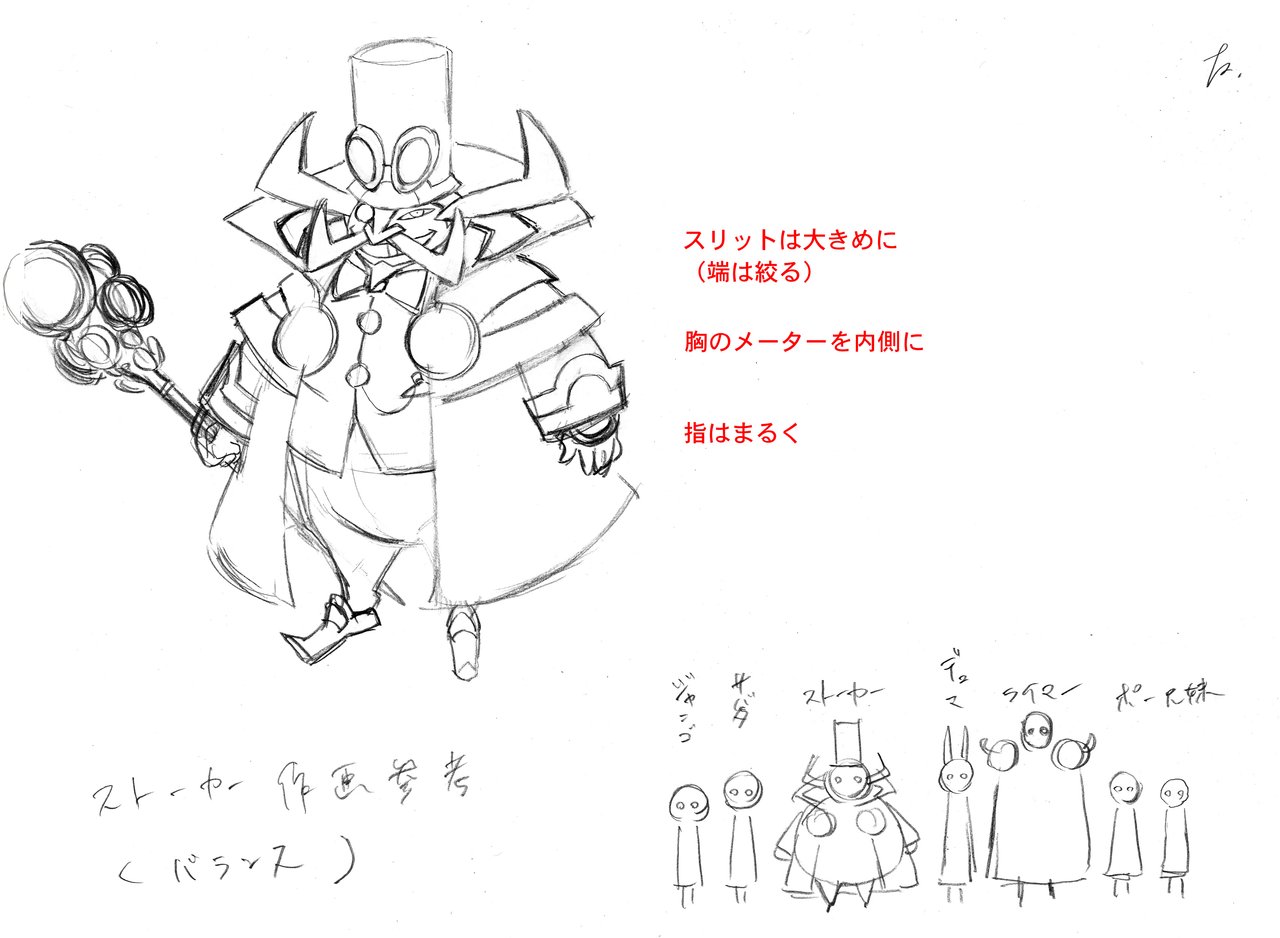 スリットは大きめに
（端は絞る）
胸のメーターを内側に
指はまるく
ジャンゴ
サバタ
ストーカー
デュマ
ライマー
ポー兄妹
ストーカー 作画参考
（バランス）